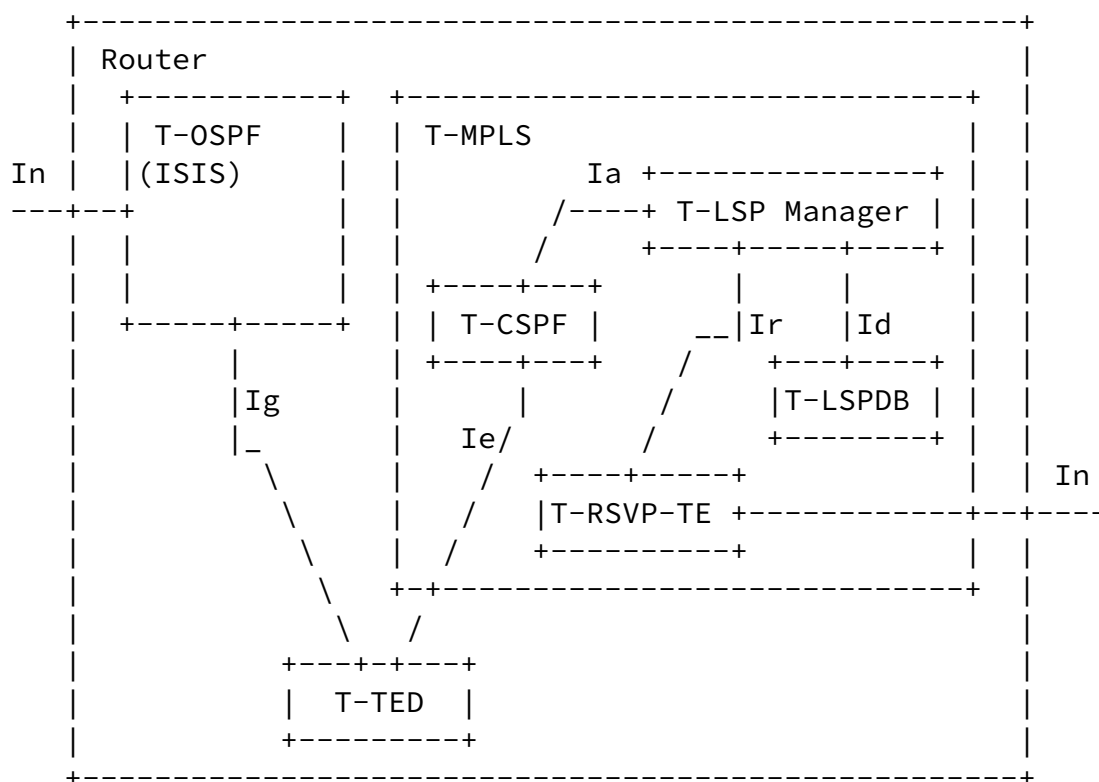 Router
T-OSPF T-MPLS
In (ISIS) Ia
T-LSP Manager
T-CSPF Ir Id
Ig T-LSPDB
Ie
In
T-RSVP-TE
T-TED